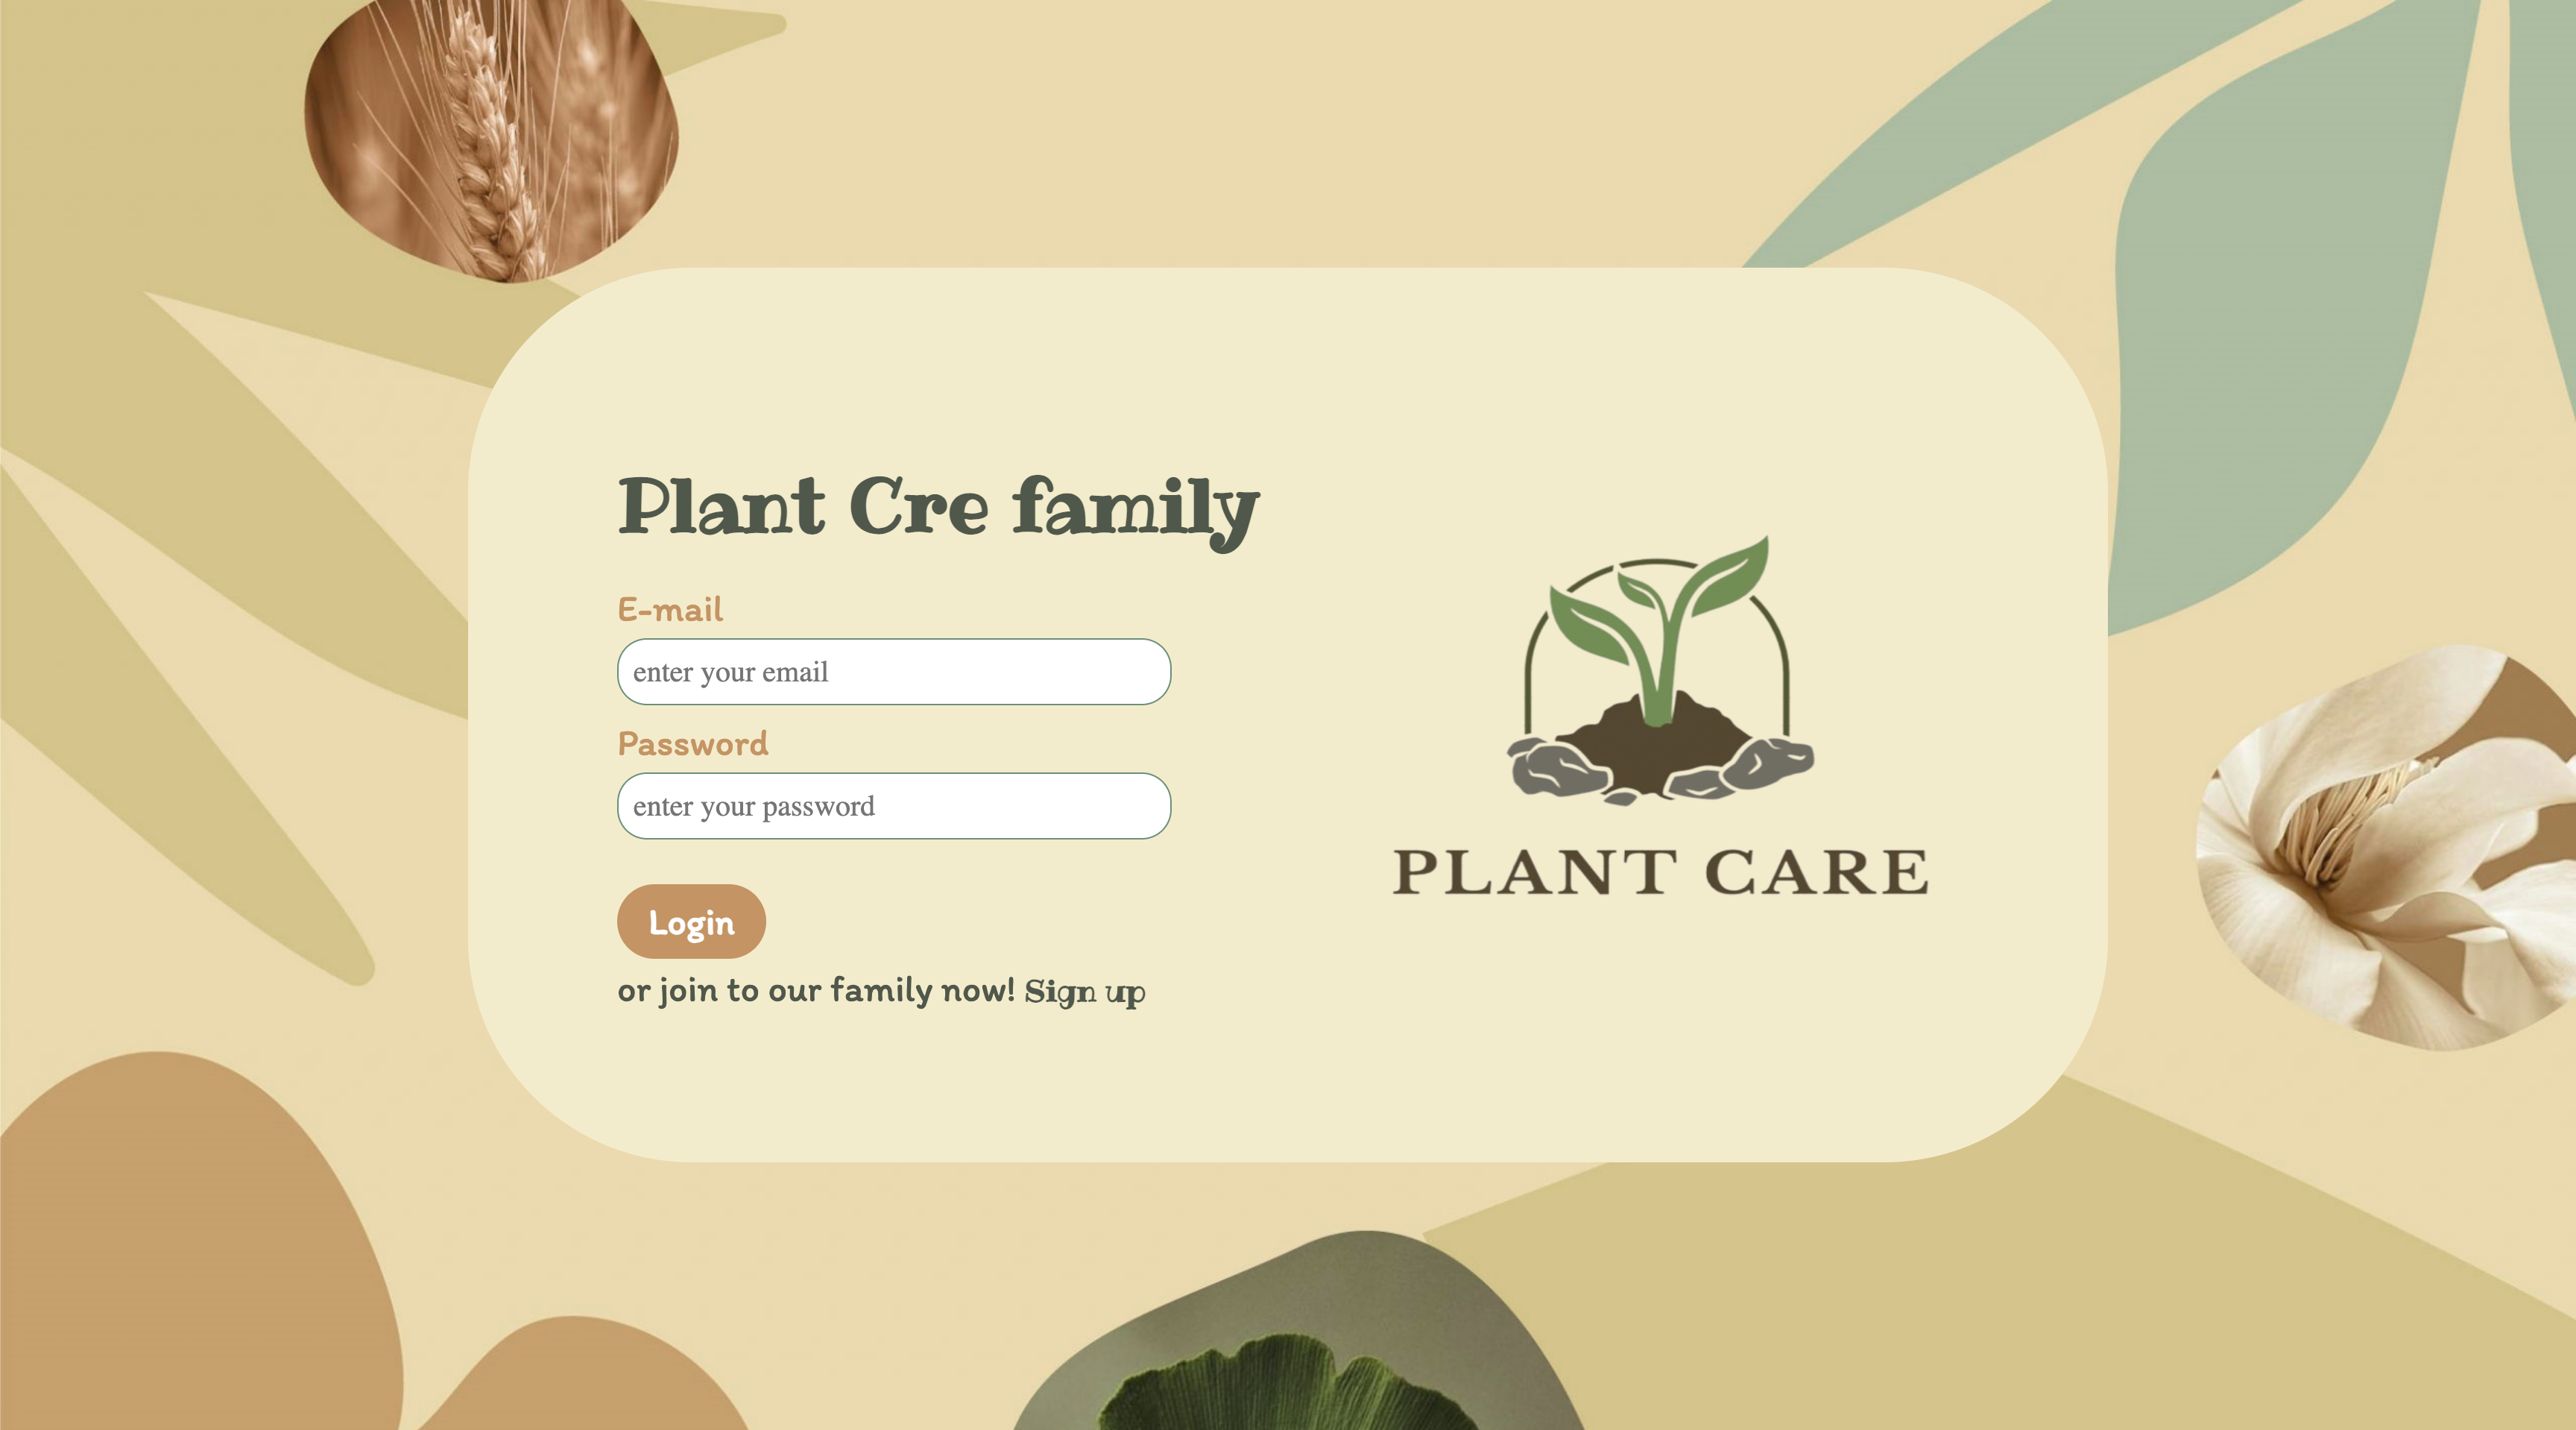 Plant Cre family
E-mail
enter your email
Password
enter your password
Login
or join to our family now! Sign up
PLANT CARE